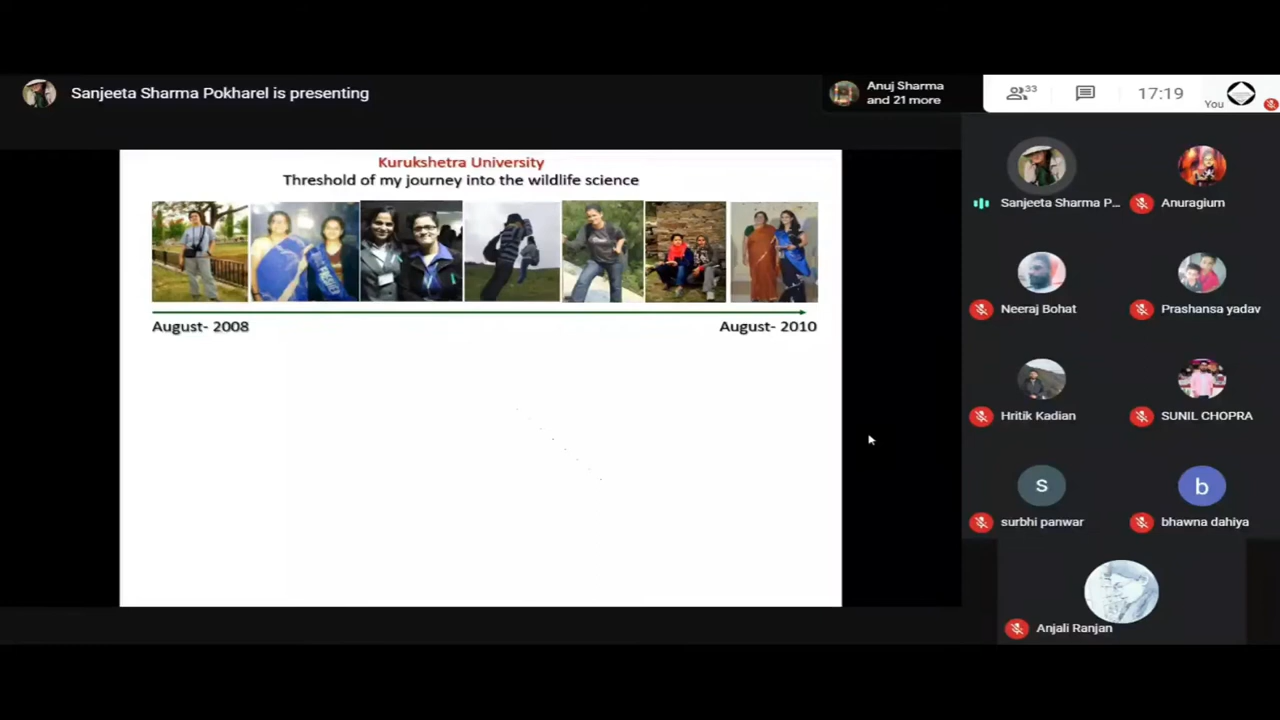 Sanjeeta Sharma Pokharel is presenting
Anuj Sharma
and 21 more
33
17:19
You
Kurukshetra University
Threshold of my journey into the wildlife science
August- 2008
August- 2010
Sanjeeta Sharma P...
Anuragium
Neeraj Bohat
Prashansa yadav
Hritik Kadian
SUNIL CHOPRA
s
surbhi panwar
b
bhawna dahiya
Anjali Ranjan